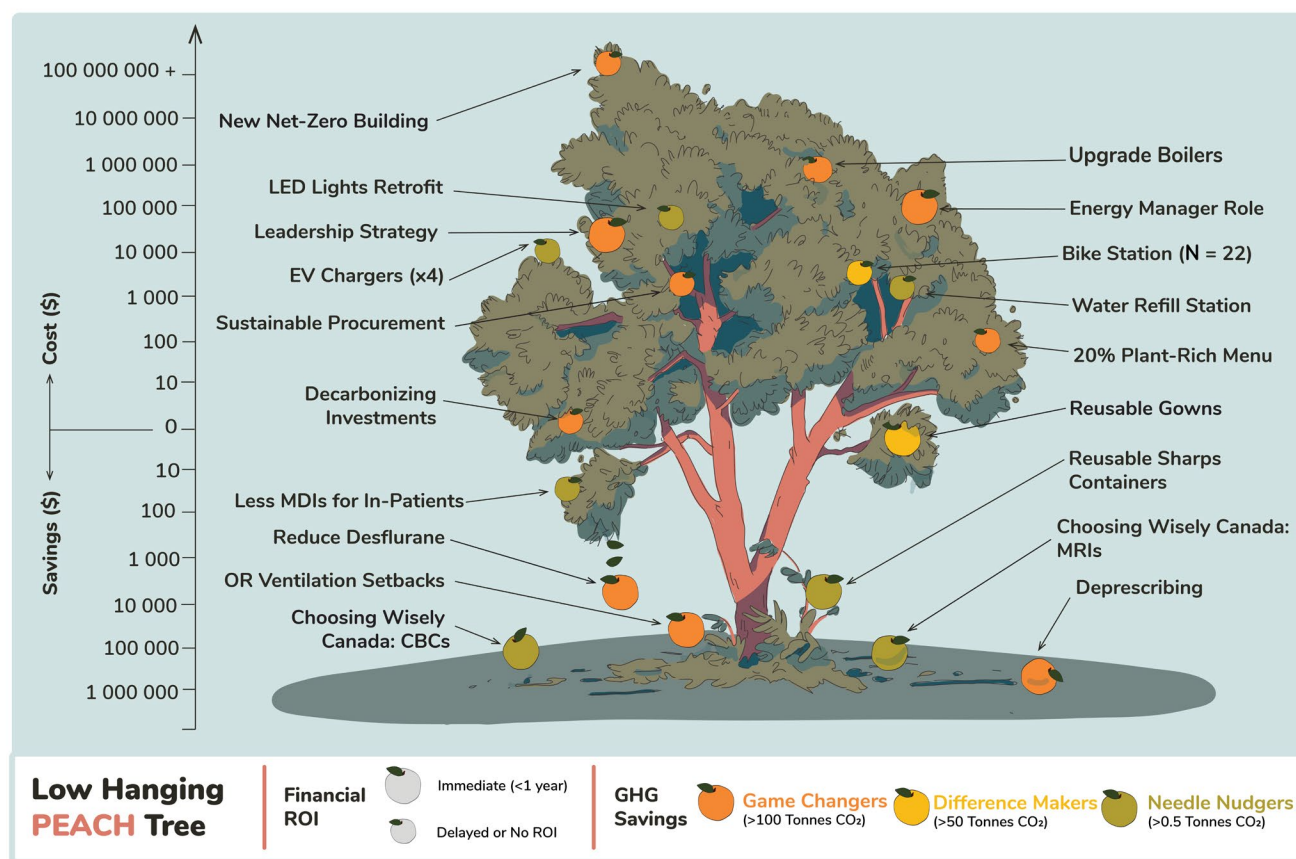 100 000 000 +
10 000 000
1 000 000
100 000
10 000
1 000
100
10
0
10
100
1 000
10 000
100 000
1 000 000
Cost ($)
Savings ($)
New Net-Zero Building
LED Lights Retrofit
Leadership Strategy
EV Chargers (x4)
Sustainable Procurement
Decarbonizing
Investments
Less MDIs for In-Patients
Reduce Desflurane
OR Ventilation Setbacks
Choosing Wisely
Canada: CBCs
Upgrade Boilers
Energy Manager Role
Bike Station (N = 22)
Water Refill Station
20% Plant-Rich Menu
Reusable Gowns
Reusable Sharps
Containers
Choosing Wisely Canada:
MRIs
Deprescribing
Low Hanging
PEACH Tree
Financial
ROI
Immediate (<1 year)
Delayed or No ROI
GHG
Savings
Game Changers
(>100 Tonnes CO₂)
Difference Makers
(>50 Tonnes CO₂)
Needle Nudgers
(>0.5 Tonnes CO₂)